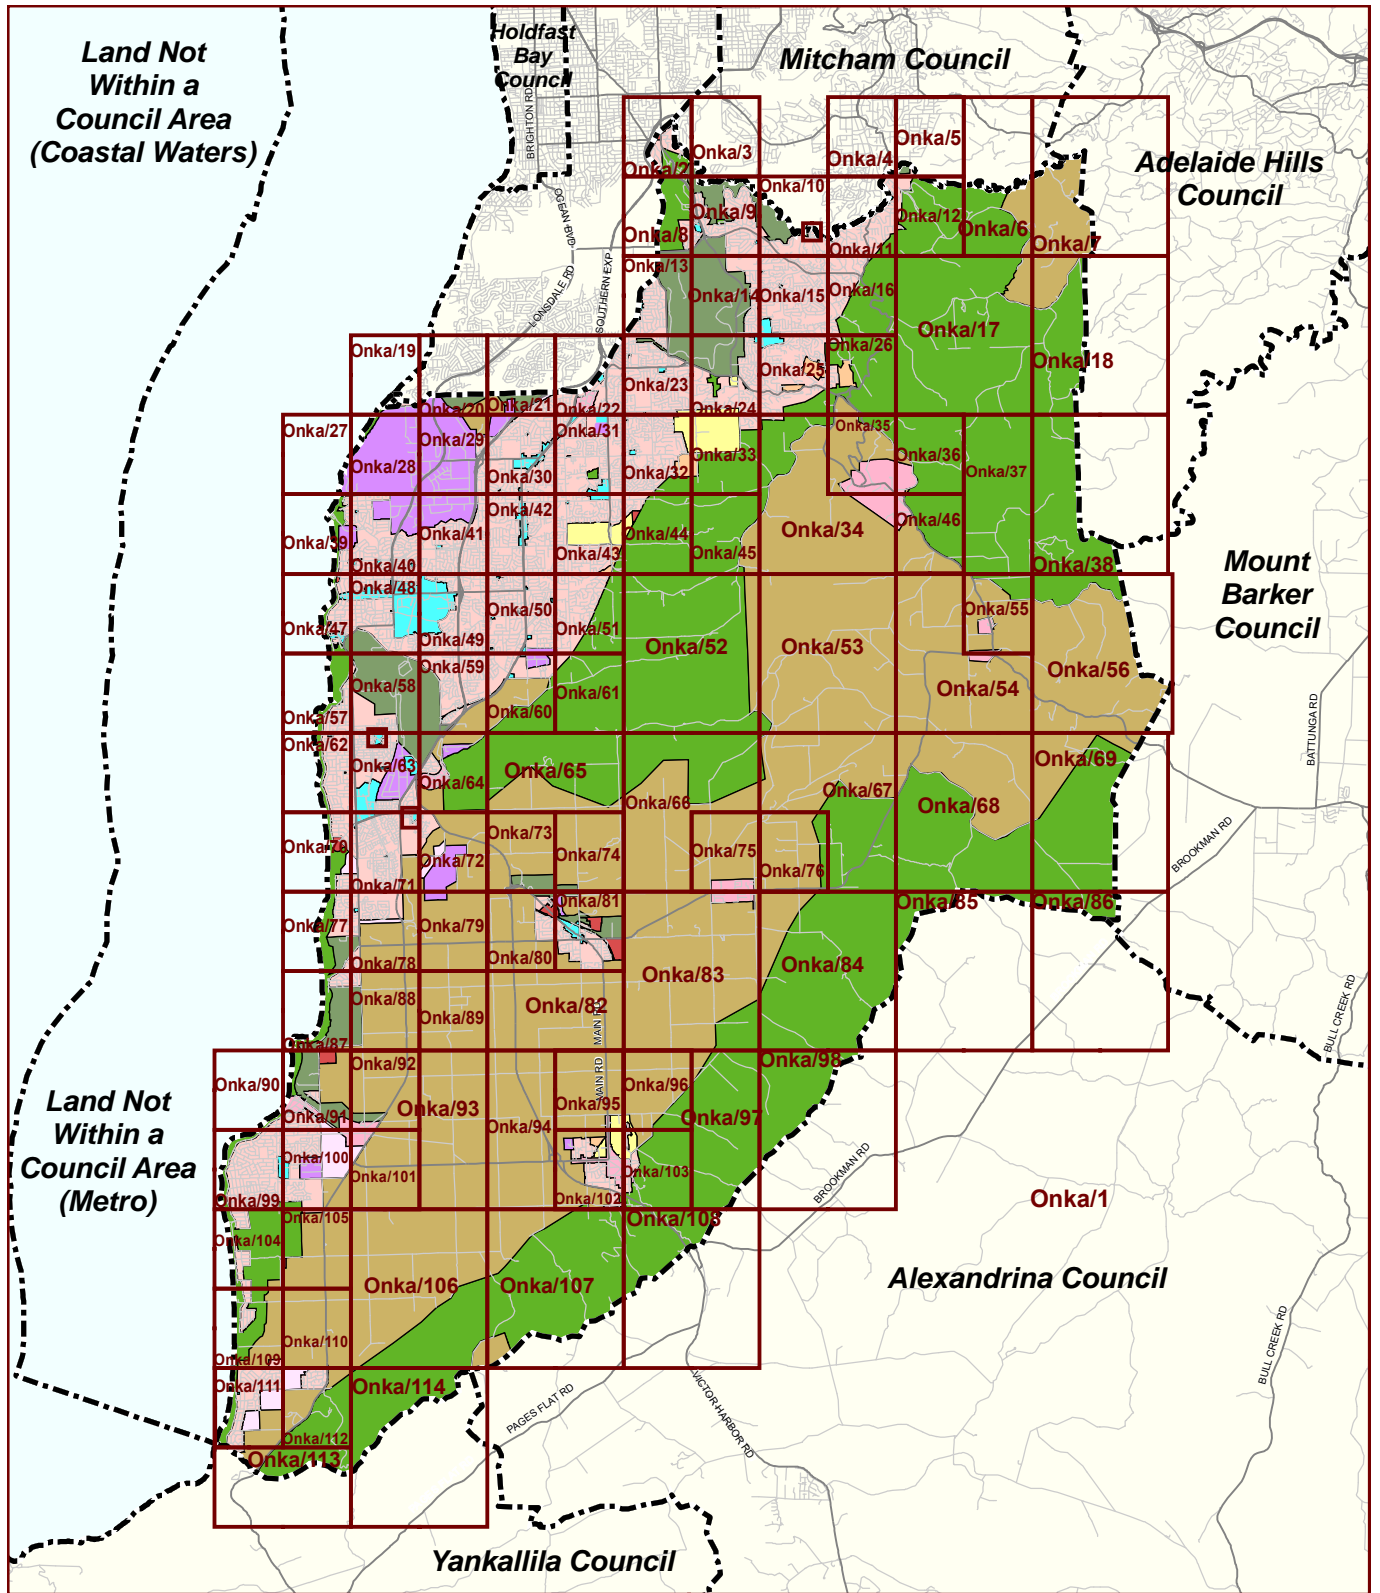 Land Not
Within a
Council Area
(Coastal Waters)
Holdfast
Bay
Council
Mitcham Council
Adelaide Hills
Council
Mount
Barker
Council
Land Not
Within a
Council Area
(Metro)
Alexandrina Council
Yankallila Council
BRIGHTON RD
OCEAN BVD
LONSDALE RD
SOUTHERN EXP
BATTUNGA RD
BROOKMAN RD
BULL CREEK RD
MAIN RD
MAIN RD
BROOKMAN RD
BULL CREEK RD
PAGES FLAT RD
VICTOR HARBOR RD
Onka/1
Onka/2
Onka/3
Onka/4
Onka/5
Onka/6
Onka/7
Onka/8
Onka/9
Onka/10
Onka/11
Onka/12
Onka/13
Onka/14
Onka/15
Onka/16
Onka/17
Onka/18
Onka/19
Onka/20
Onka/21
Onka/22
Onka/23
Onka/24
Onka/25
Onka/26
Onka/27
Onka/28
Onka/29
Onka/30
Onka/31
Onka/32
Onka/33
Onka/34
Onka/35
Onka/36
Onka/37
Onka/38
Onka/39
Onka/40
Onka/41
Onka/42
Onka/43
Onka/44
Onka/45
Onka/46
Onka/47
Onka/48
Onka/49
Onka/50
Onka/51
Onka/52
Onka/53
Onka/54
Onka/55
Onka/56
Onka/57
Onka/58
Onka/59
Onka/60
Onka/61
Onka/62
Onka/63
Onka/64
Onka/65
Onka/66
Onka/67
Onka/68
Onka/69
Onka/70
Onka/71
Onka/72
Onka/73
Onka/74
Onka/75
Onka/76
Onka/77
Onka/78
Onka/79
Onka/80
Onka/81
Onka/82
Onka/83
Onka/84
Onka/85
Onka/86
Onka/87
Onka/88
Onka/89
Onka/90
Onka/91
Onka/92
Onka/93
Onka/94
Onka/95
Onka/96
Onka/97
Onka/98
Onka/99
Onka/100
Onka/101
Onka/102
Onka/103
Onka/104
Onka/105
Onka/106
Onka/107
Onka/108
Onka/109
Onka/110
Onka/111
Onka/112
Onka/113
Onka/114